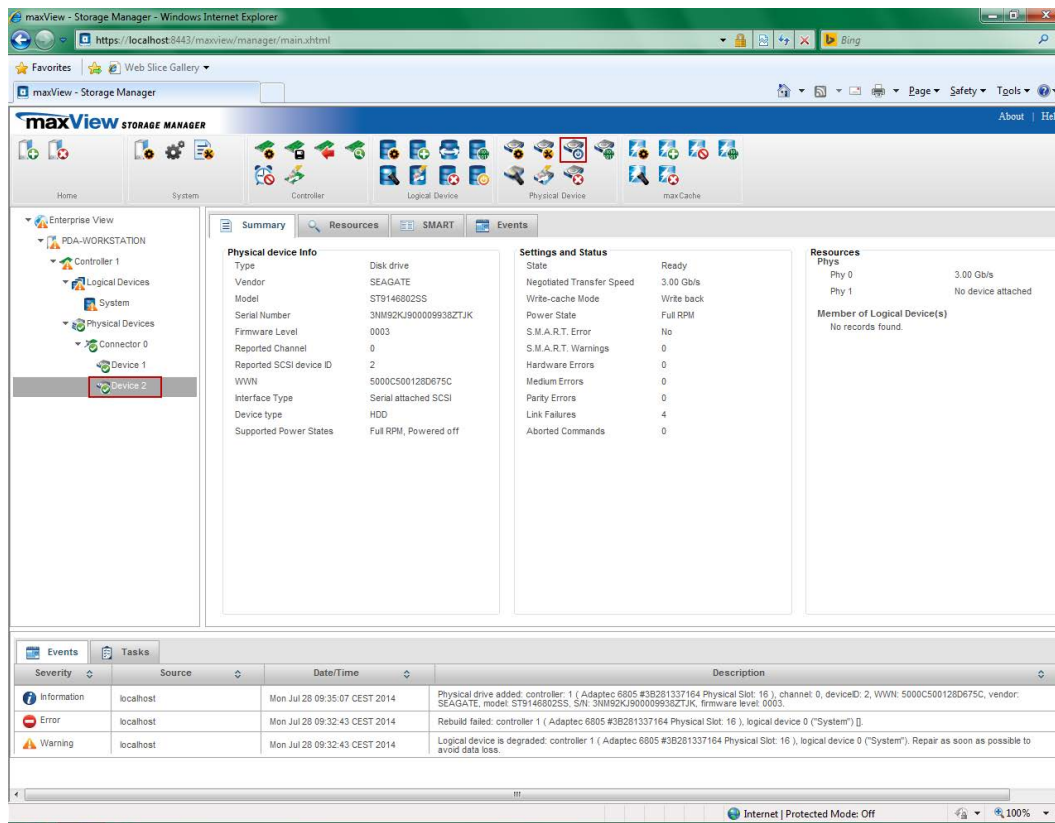 maxView - Storage Manager - Windows Internet Explorer
https://localhost:8443/maxview/manager/main.xhtml
Bing
Favorites Web Slice Gallery
maxView - Storage Manager
Page Safety Tools
maxView STORAGE MANAGER
About | Hel
Home System Controller Logical Device Physical Device maxCache
Enterprise View
PDA-WORKSTATION
Controller 1
Logical Devices
System
Physical Devices
Connector 0
Device 1
Device 2
Summary Resources SMART Events
Physical device Info
Type Disk drive
Vendor SEAGATE
Model ST9146802SS
Serial Number 3NM92KJ900009938ZTJK
Firmware Level 0003
Reported Channel 0
Reported SCSI device ID 2
WWN 5000C500128D675C
Interface Type Serial attached SCSI
Device type HDD
Supported Power States Full RPM, Powered off
Settings and Status
State Ready
Negotiated Transfer Speed 3.00 Gb/s
Write-cache Mode Write back
Power State Full RPM
S.M.A.R.T. Error No
S.M.A.R.T. Warnings 0
Hardware Errors 0
Medium Errors 0
Parity Errors 0
Link Failures 4
Aborted Commands 0
Resources
Phys
Phy 0 3.00 Gb/s
Phy 1 No device attached
Member of Logical Device(s)
No records found.
Events Tasks
Severity Source Date/Time Description
Information localhost Mon Jul 28 09:35:07 CEST 2014 Physical drive added: controller: 1 ( Adaptec 6805 #3B281337164 Physical Slot: 16 ), channel: 0, deviceID: 2, WWN: 5000C500128D675C, vendor:
SEAGATE, model: ST9146802SS, S/N: 3NM92KJ900009938ZTJK, firmware level: 0003.
Error localhost Mon Jul 28 09:32:43 CEST 2014 Rebuild failed: controller 1 ( Adaptec 6805 #3B281337164 Physical Slot: 16 ), logical device 0 ("System") [].
Warning localhost Mon Jul 28 09:32:43 CEST 2014 Logical device is degraded: controller 1 ( Adaptec 6805 #3B281337164 Physical Slot: 16 ), logical device 0 ("System"). Repair as soon as possible to
avoid data loss.
Internet | Protected Mode: Off 100%